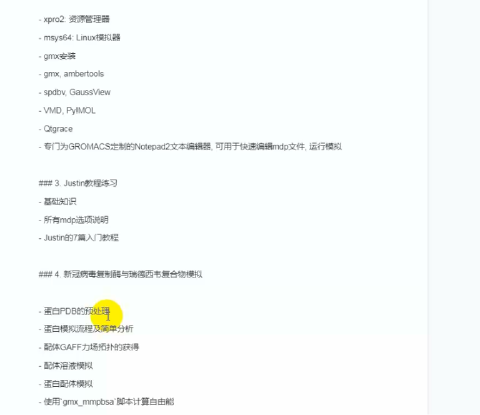 - xpro2: 资源管理器
- msys64: Linux模拟器
- gmx安装
- gmx, ambertools
- spdbv, GaussView
- VMD, PyMOL
- Qtgrace
- 专门为GROMACS定制的Notepad2文本编辑器, 可用于快速编辑mdp文件, 运行模拟
### 3. Justin教程练习
- 基础知识
- 所有mdp选项说明
- Justin的7篇入门教程
### 4. 新冠病毒复制酶与瑞德西韦复合物模拟
- 蛋白PDB的预处理
- 蛋白模拟流程及简单分析
- 配体GAFF力场拓扑的获得
- 配体溶液模拟
- 蛋白配体模拟
- 使用`gmx_mmpbsa`脚本计算自由能